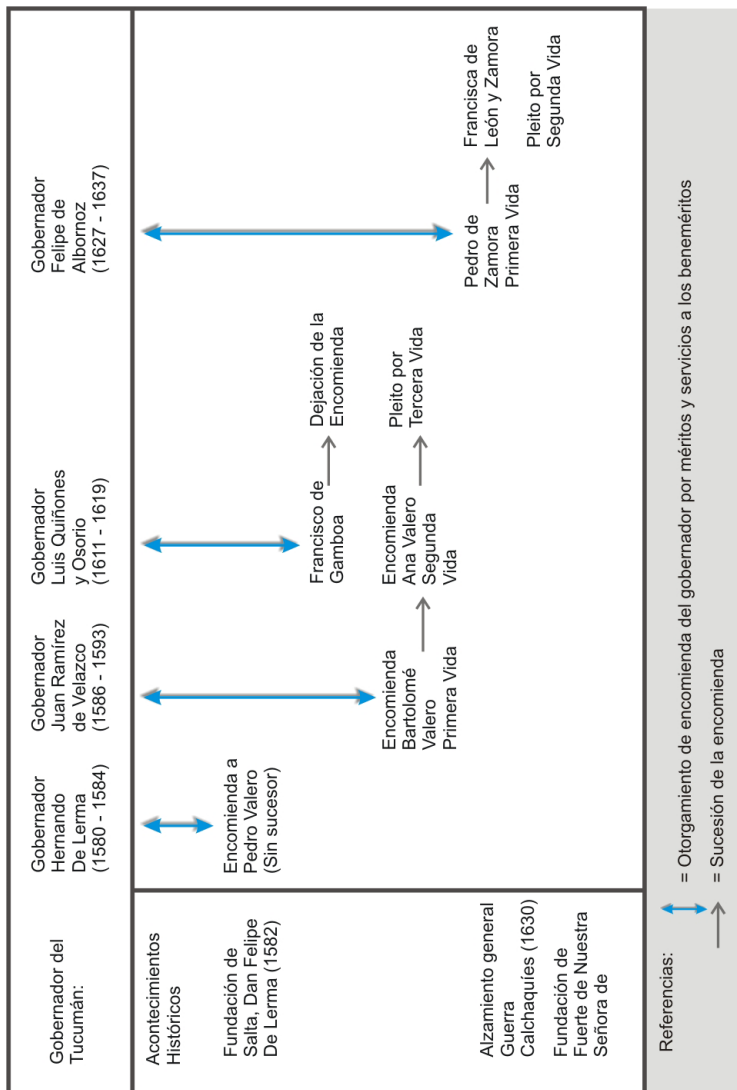 Gobernador del
Tucumán:
Gobernador
Hernando
De Lerma
(1580 - 1584)
Gobernador
Juan Ramírez
de Velazco
(1586 - 1593)
Gobernador
Luis Quiñones
y Osorio
(1611 - 1619)
Gobernador
Felipe de
Albornoz
(1627 - 1637)
Acontecimientos
Históricos
Fundación de
Salta, Dan Felipe
De Lerma (1582)
Encomienda a
Pedro Valero
(Sin sucesor)
Francisco de
Gamboa
Dejación de la
Encomienda
Encomienda
Bartolomé
Valero
Primera Vida
Encomienda
Ana Valero
Segunda
Vida
Pleito por
Tercera Vida
Alzamiento general
Guerra
Calchaquíes (1630)
Fundación de
Fuerte de Nuestra
Señora de
Pedro de
Zamora
Primera Vida
Francisca de
León y Zamora
Pleito por
Segunda Vida
Referencias:
= Otorgamiento de encomienda del gobernador por méritos y servicios a los beneméritos
= Sucesión de la encomienda